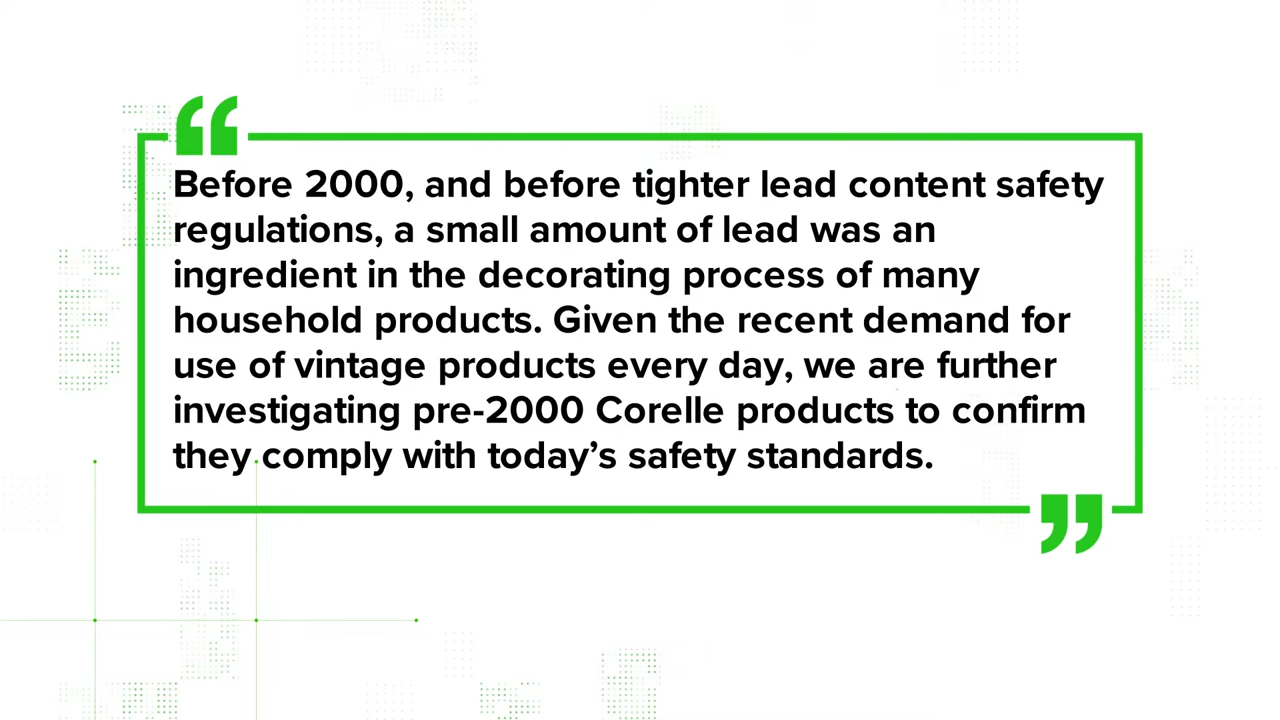 “
Before 2000, and before tighter lead content safety
regulations, a small amount of lead was an
ingredient in the decorating process of many
household products. Given the recent demand for
use of vintage products every day, we are further
investigating pre-2000 Corelle products to confirm
they comply with today’s safety standards.
”